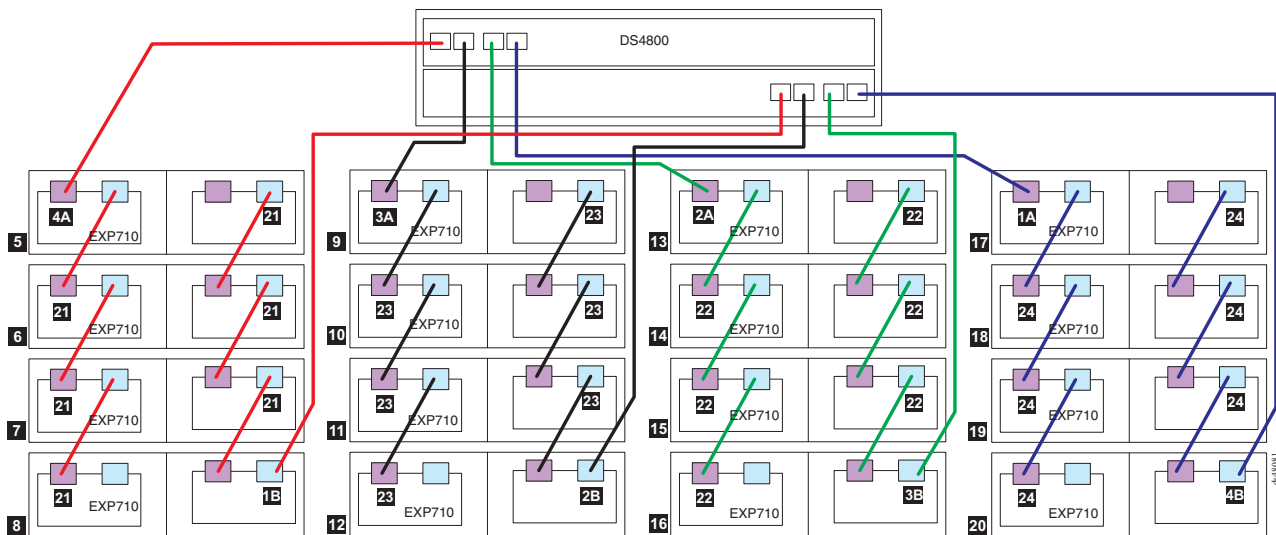 DS4800
4A 21 3A 23 2A 22 1A 24
5 EXP710 9 EXP710 13 EXP710 17 EXP710
21 21 23 23 22 22 24 24
6 EXP710 10 EXP710 14 EXP710 18 EXP710
21 21 23 23 22 22 24 24
7 EXP710 11 EXP710 15 EXP710 19 EXP710
21 1B 23 2B 22 3B 24 4B
8 EXP710 12 EXP710 16 EXP710 20 EXP710